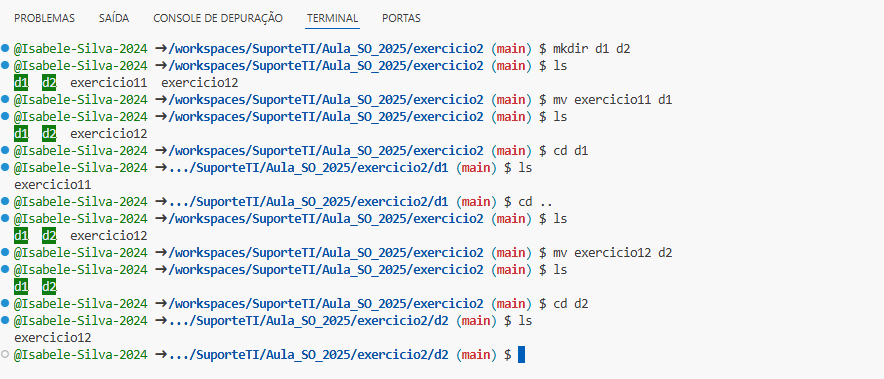 PROBLEMAS SAÍDA CONSOLE DE DEPURAÇÃO TERMINAL PORTAS
@Isabele-Silva-2024 ➜/workspaces/SuporteTI/Aula_SO_2025/exercicio2 (main) $ mkdir d1 d2
@Isabele-Silva-2024 ➜/workspaces/SuporteTI/Aula_SO_2025/exercicio2 (main) $ ls
d1 d2 exercicio11 exercicio12
@Isabele-Silva-2024 ➜/workspaces/SuporteTI/Aula_SO_2025/exercicio2 (main) $ mv exercicio11 d1
@Isabele-Silva-2024 ➜/workspaces/SuporteTI/Aula_SO_2025/exercicio2 (main) $ ls
d1 d2 exercicio12
@Isabele-Silva-2024 ➜/workspaces/SuporteTI/Aula_SO_2025/exercicio2 (main) $ cd d1
@Isabele-Silva-2024 ➜.../SuporteTI/Aula_SO_2025/exercicio2/d1 (main) $ ls
exercicio11
@Isabele-Silva-2024 ➜.../SuporteTI/Aula_SO_2025/exercicio2/d1 (main) $ cd ..
@Isabele-Silva-2024 ➜/workspaces/SuporteTI/Aula_SO_2025/exercicio2 (main) $ ls
d1 d2 exercicio12
@Isabele-Silva-2024 ➜/workspaces/SuporteTI/Aula_SO_2025/exercicio2 (main) $ mv exercicio12 d2
@Isabele-Silva-2024 ➜/workspaces/SuporteTI/Aula_SO_2025/exercicio2 (main) $ ls
d1 d2
@Isabele-Silva-2024 ➜/workspaces/SuporteTI/Aula_SO_2025/exercicio2 (main) $ cd d2
@Isabele-Silva-2024 ➜.../SuporteTI/Aula_SO_2025/exercicio2/d2 (main) $ ls
exercicio12
@Isabele-Silva-2024 ➜.../SuporteTI/Aula_SO_2025/exercicio2/d2 (main) $